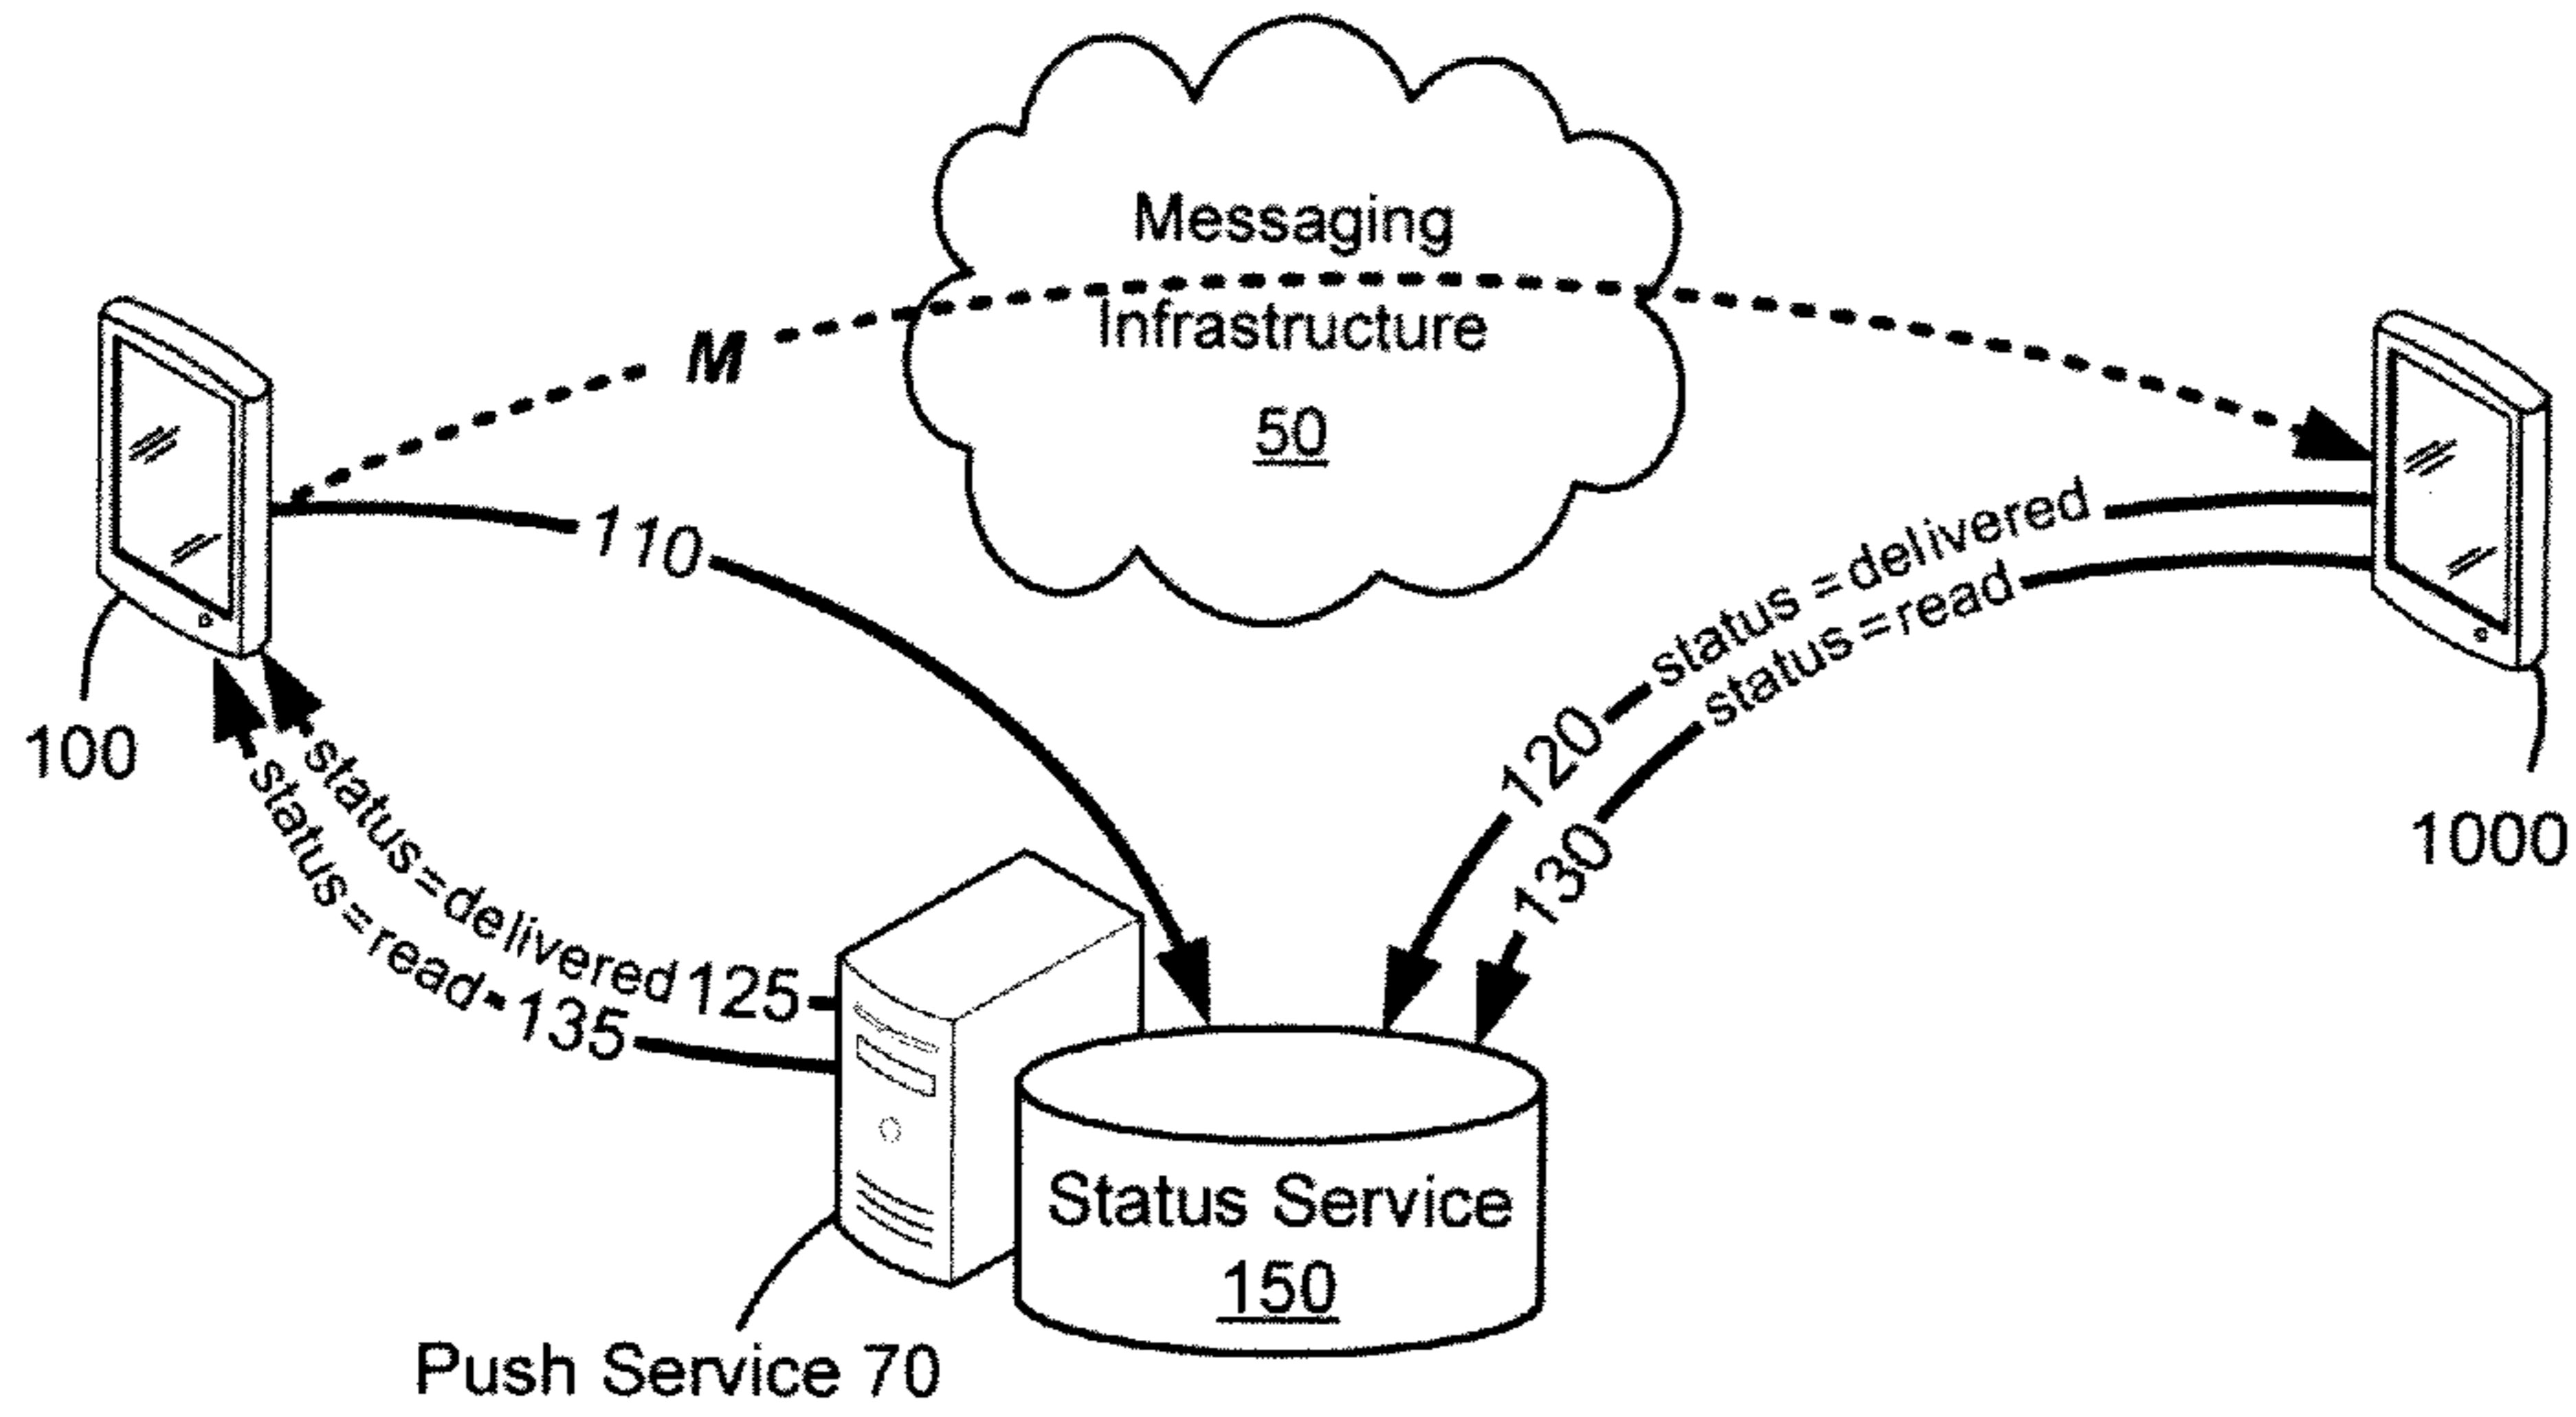 Messaging
Infrastructure
50
M
110
100
1000
120 status=delivered
130 status=read
status=delivered 125
status=read 135
Status Service
150
Push Service 70